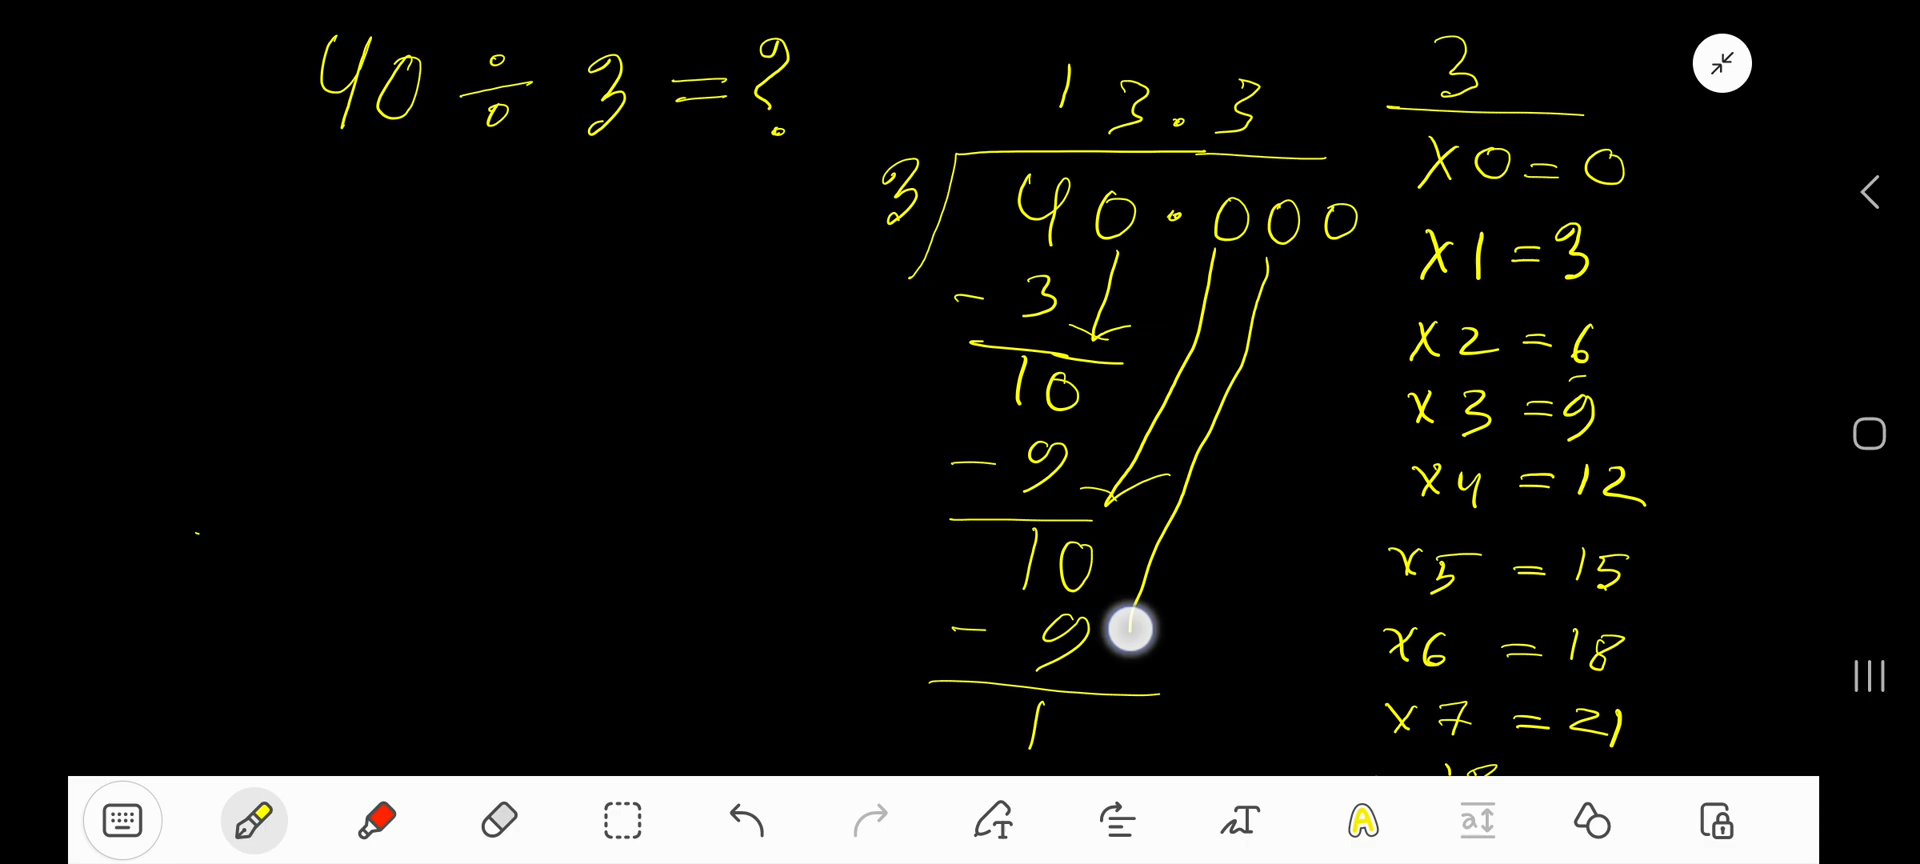 40 ÷ 3 = ?
13.3
3 40.000
- 3
10
- 9
10
- 9
1
3
x0=0
x1=3
x2=6
x3=9
x4=12
x5=15
x6=18
x7=21
T
T
A
a